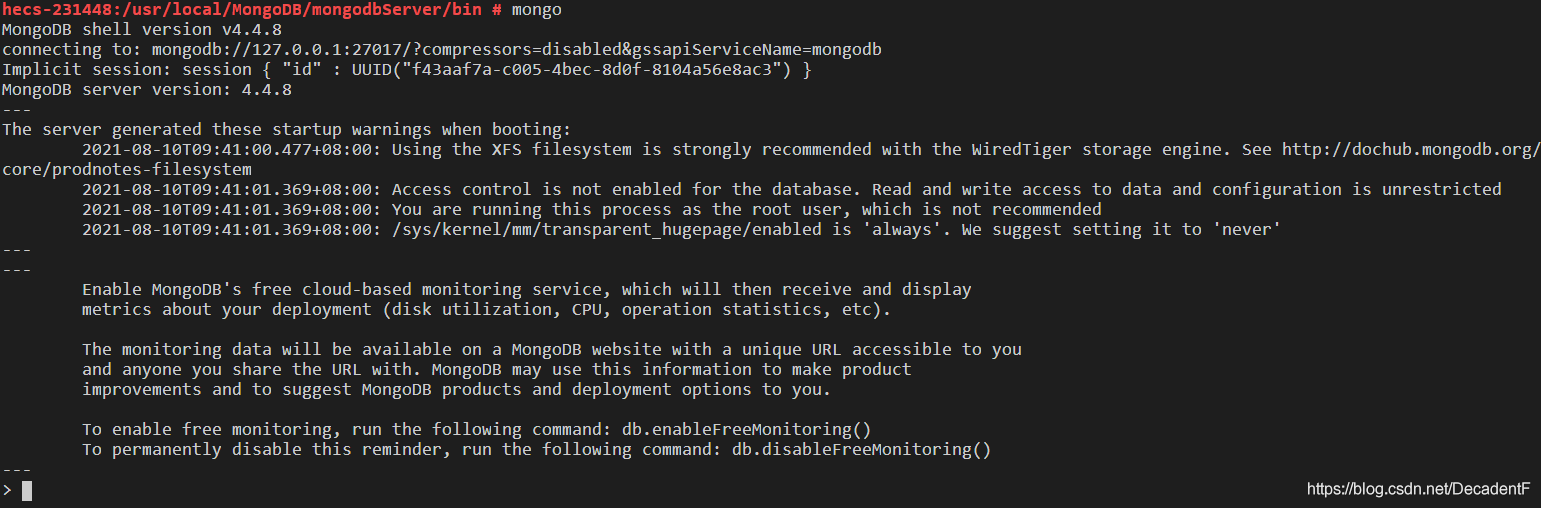 hecs-231448:/usr/local/MongoDB/mongodbServer/bin # mongo
MongoDB shell version v4.4.8
connecting to: mongodb://127.0.0.1:27017/?compressors=disabled&gssapiServiceName=mongodb
Implicit session: session { "id" : UUID("f43aaf7a-c005-4bec-8d0f-8104a56e8ac3") }
MongoDB server version: 4.4.8
---
The server generated these startup warnings when booting:
        2021-08-10T09:41:00.477+08:00: Using the XFS filesystem is strongly recommended with the WiredTiger storage engine. See http://dochub.mongodb.org/
core/prodnotes-filesystem
        2021-08-10T09:41:01.369+08:00: Access control is not enabled for the database. Read and write access to data and configuration is unrestricted
        2021-08-10T09:41:01.369+08:00: You are running this process as the root user, which is not recommended
        2021-08-10T09:41:01.369+08:00: /sys/kernel/mm/transparent_hugepage/enabled is 'always'. We suggest setting it to 'never'
---
---
        Enable MongoDB's free cloud-based monitoring service, which will then receive and display
        metrics about your deployment (disk utilization, CPU, operation statistics, etc).

        The monitoring data will be available on a MongoDB website with a unique URL accessible to you
        and anyone you share the URL with. MongoDB may use this information to make product
        improvements and to suggest MongoDB products and deployment options to you.

        To enable free monitoring, run the following command: db.enableFreeMonitoring()
        To permanently disable this reminder, run the following command: db.disableFreeMonitoring()
---
>
https://blog.csdn.net/DecadentF